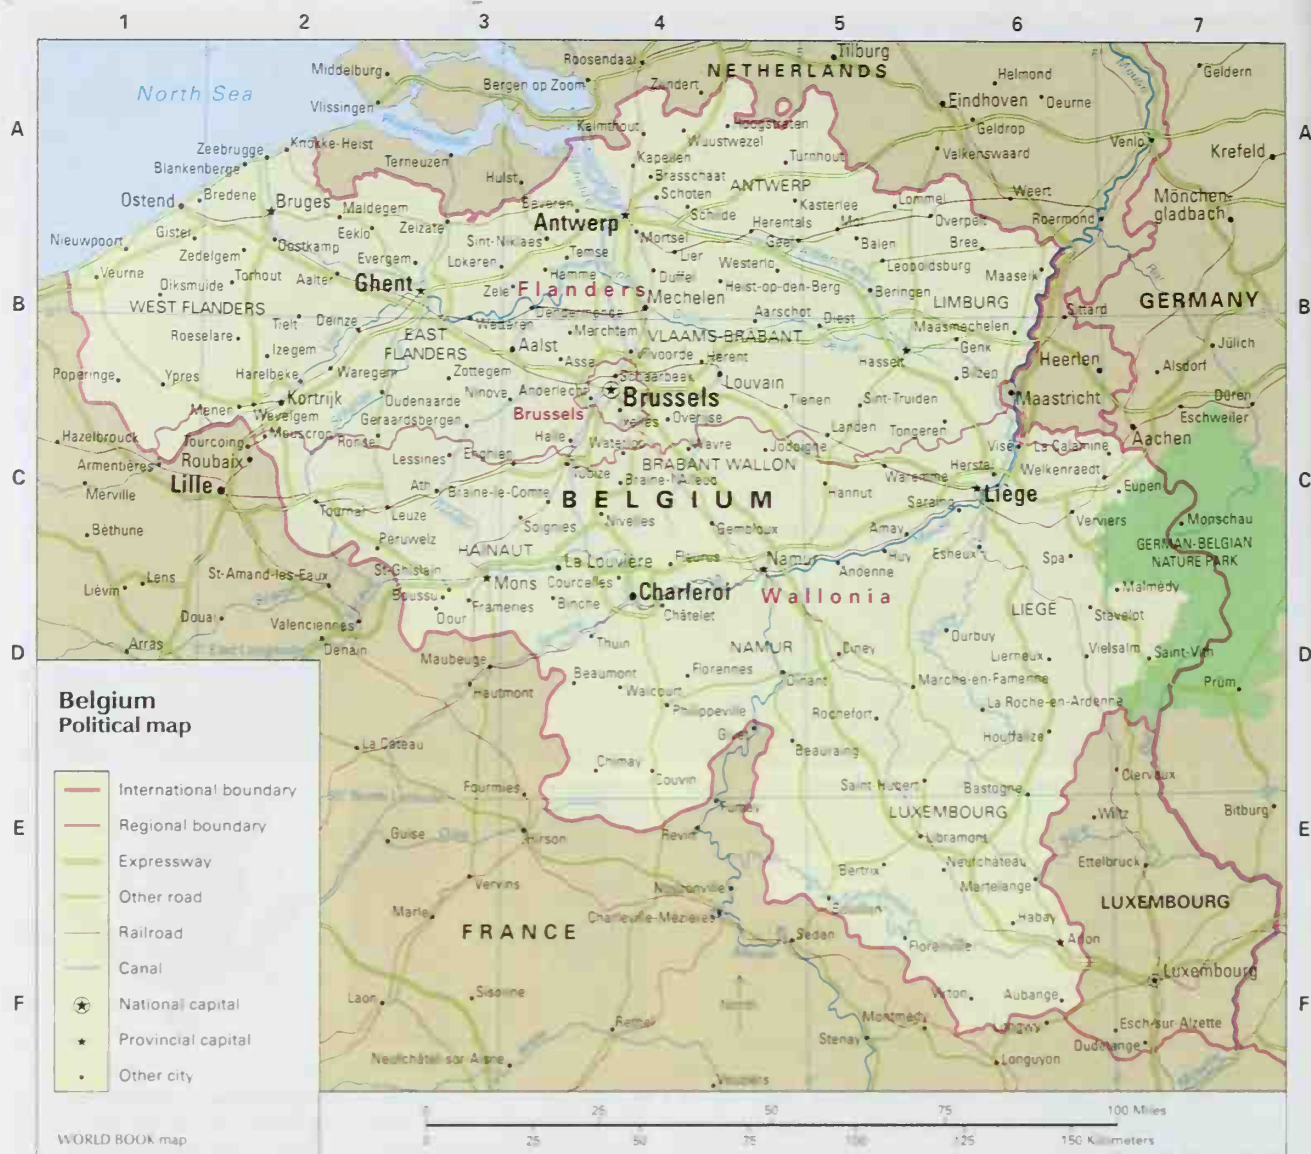 1 2 3 4 5 6 7
Tilburg
Roosendaal
Middelburg
NETHERLANDS
Helmond
Geldern
Bergen op Zoom
Zundert
North Sea
Eindhoven
Deurne
Vlissingen
A
Kalmthout
Hoogstraten
Geldrop
A
Wuustwezel
Knokke-Heist
Zeebrugge
Venlo
Krefeld
Terneuzen
Kapellen
Turnhout
Valkenswaard
Blankenberge
Hulst
Brasschaat
ANTWERP
Weert
Mönchen-
gladbach
Ostend
Bredene
Bruges
Schoten
Lommel
Maldegem
Kasterlee
Beveren
Antwerp
Schilde
Herentals
Mol
Overpelt
Roermond
Eeklo
Zelzate
Gistel
Nieuwpoort
Oostkamp
Sint-Niklaas
Mortsel
Geel
Balen
Bree
Zedelgem
Temse
Lier
Evergem
Lokeren
Westerlo
Leopoldsburg
Veurne
Torhout
Aalter
Hamme
Duffel
Maaseik
Diksmuide
Ghent
Zele
Flanders
Heist-op-den-Berg
Beringen
GERMANY
B
WEST FLANDERS
Mechelen
LIMBURG
B
Dendermonde
Aarschot
Sittard
Tielt
Deinze
Wetteren
Merchtem
Diest
Maasmechelen
Roeselare
EAST
FLANDERS
VLAAMS-BRABANT
Genk
Izegem
Aalst
Vilvoorde
Herent
Hasselt
Heerlen
Jülich
Asse
Alsdorf
Poperinge
Ypres
Harelbeke
Waregem
Zottegem
Schaarbeek
Louvain
Bilzen
Ninove
Anderlecht
Brussels
Maastricht
Düren
Kortrijk
Oudenaarde
Tienen
Sint-Truiden
Menen
Wevelgem
Geraardsbergen
Brussels
Overijse
Eschweiler
Hazelbrouck
Mouscron
Ronse
Halle
Landen
Tongeren
Aachen
Tourcoing
Waterloo
Wavre
Jodoigne
Visé
La Calamine
Armentières
Roubaix
Lessines
Enghien
BRABANT WALLON
Herstal
Welkenraedt
C
Lille
Tubize
Waremme
C
Ath
Braine-le-Comte
Braine-l'Alleud
Hannut
Liège
Eupen
Merville
BELGIUM
Seraing
Tournai
Leuze
Soignies
Nivelles
Gembloux
Amay
Verviers
Monschau
Béthune
Péruwelz
HAINAUT
La Louvière
Fleurus
Namur
Huy
Esneux
Spa
GERMAN-BELGIAN
NATURE PARK
St-Ghislain
Andenne
Liévin
Lens
St-Amand-les-Eaux
Mons
Courcelles
Charleroi
Malmédy
Boussu
Frameries
Binche
Wallonia
Châtelet
LIEGE
Stavelot
Douai
Valenciennes
Dour
Durbuy
Arras
Denain
Thuin
NAMUR
Ciney
Vielsalm
Saint-Vith
D
Maubeuge
Lierneux
D
Beaumont
Florennes
Dinant
Marche-en-Famenne
Prüm
Hautmont
Walcourt
La Roche-en-Ardenne
Belgium
Political map
Philippeville
Rochefort
Houffalize
Givet
La Cateau
Beauraing
Chimay
Couvin
Clervaux
Fourmies
Saint-Hubert
Bastogne
International boundary
Fumay
LUXEMBOURG
Wiltz
Bitburg
E
Regional boundary
Guise
Hirson
Revin
Libramont
E
Expressway
Neufchâteau
Ettelbruck
Other road
Vervins
Nouzonville
Bertrix
Martelange
LUXEMBOURG
Marle
Charleville-Mézières
Bouillon
Habay
Railroad
FRANCE
Sedan
Florenville
Arlon
Canal
Luxembourg
F
National capital
Laon
Sissonne
North
Virton
Aubange
F
Provincial capital
Rethel
Montmédy
Longwy
Esch-sur-Alzette
Stenay
Dudelange
Other city
Neufchâtel-sur-Aisne
Longuyon
Vouziers
0 25 50 75 100 Miles
WORLD BOOK map
0 25 50 75 100 125 150 Kilometers